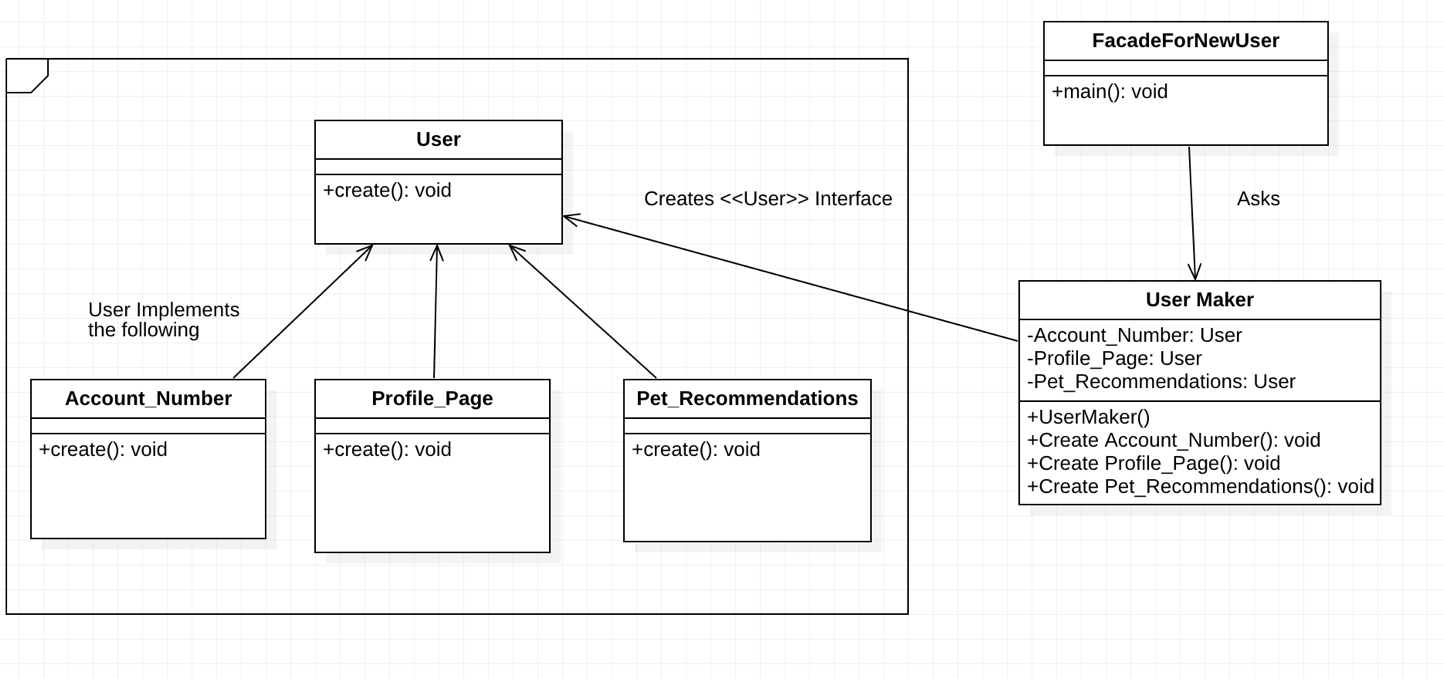 FacadeForNewUser
+main(): void
User
+create(): void
Creates <<User>> Interface
Asks
User Implements
the following
User Maker
-Account_Number: User
-Profile_Page: User
-Pet_Recommendations: User
+UserMaker()
+Create Account_Number(): void
+Create Profile_Page(): void
+Create Pet_Recommendations(): void
Account_Number
+create(): void
Profile_Page
+create(): void
Pet_Recommendations
+create(): void